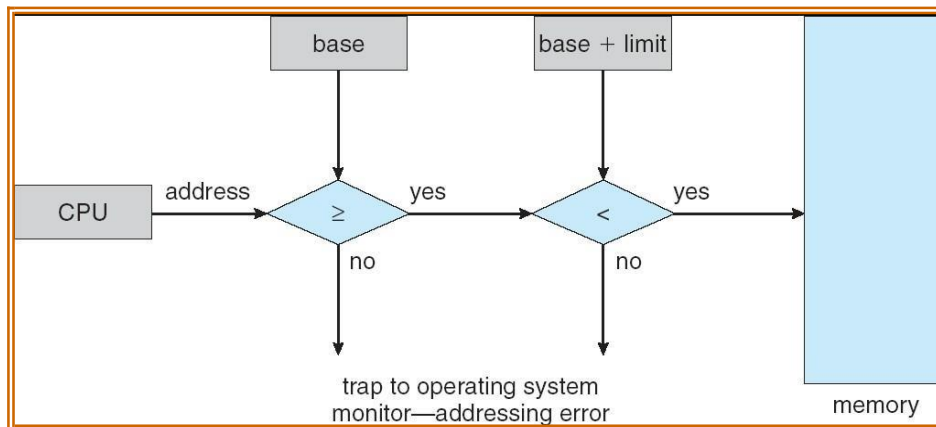 base
base + limit
address
yes
yes
CPU
≥
<
no
no
trap to operating system
monitor—addressing error
memory